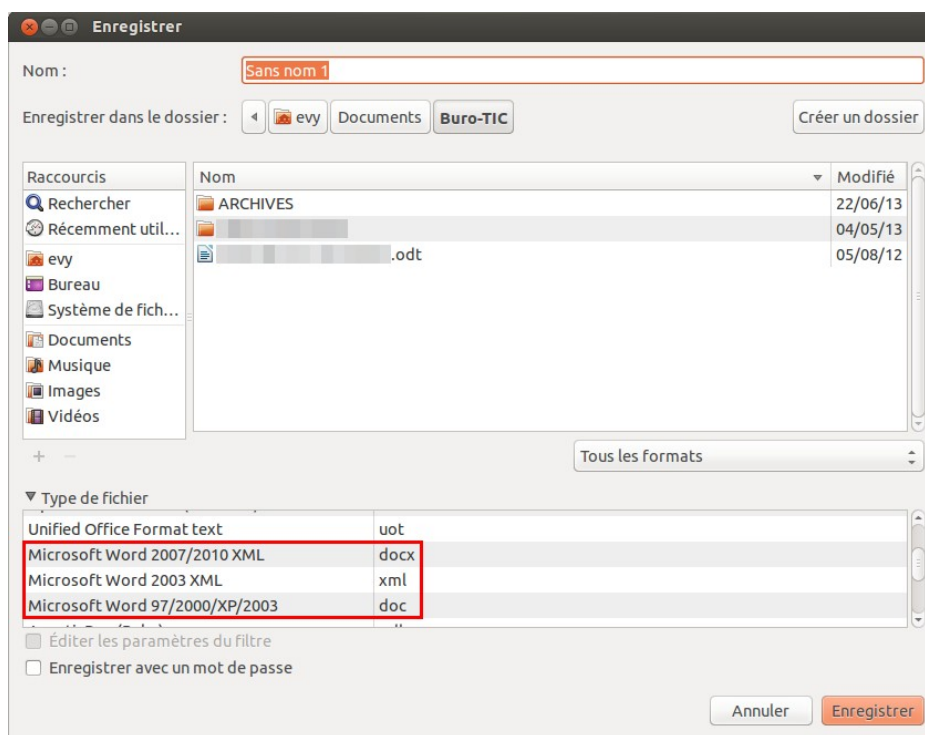 Enregistrer
Nom :
Sans nom 1
Enregistrer dans le dossier :
evy
Documents
Buro-TIC
Créer un dossier
Raccourcis
Nom
Modifié
Rechercher
ARCHIVES
22/06/13
Récemment util...
04/05/13
evy
.odt
05/08/12
Bureau
Système de fich...
Documents
Musique
Images
Vidéos
Tous les formats
Type de fichier
Unified Office Format text
uot
Microsoft Word 2007/2010 XML
docx
Microsoft Word 2003 XML
xml
Microsoft Word 97/2000/XP/2003
doc
Éditer les paramètres du filtre
Enregistrer avec un mot de passe
Annuler
Enregistrer